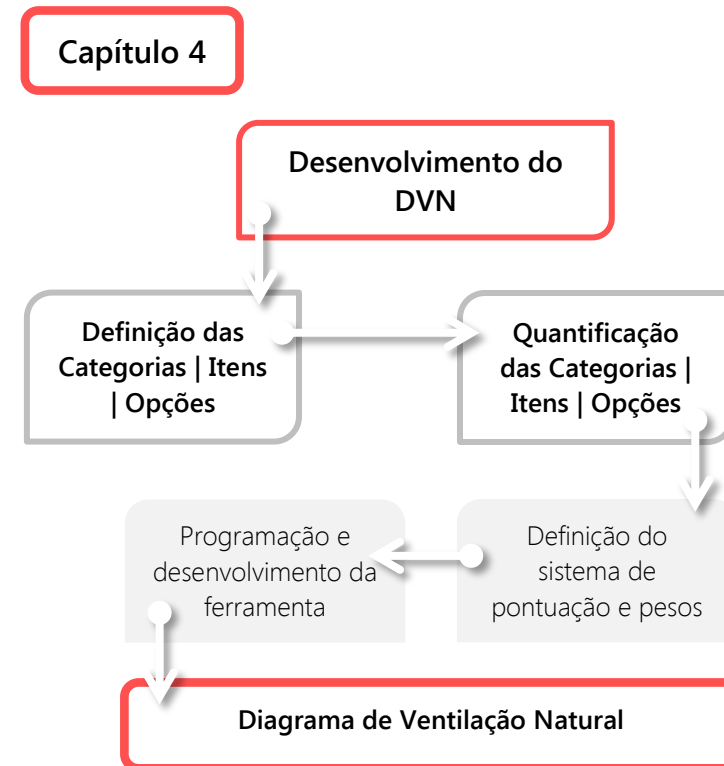 Capítulo 4
Desenvolvimento do
DVN
Definição das
Categorias | Itens
| Opções
Quantificação
das Categorias |
Itens | Opções
Programação e
desenvolvimento da
ferramenta
Definição do
sistema de
pontuação e pesos
Diagrama de Ventilação Natural